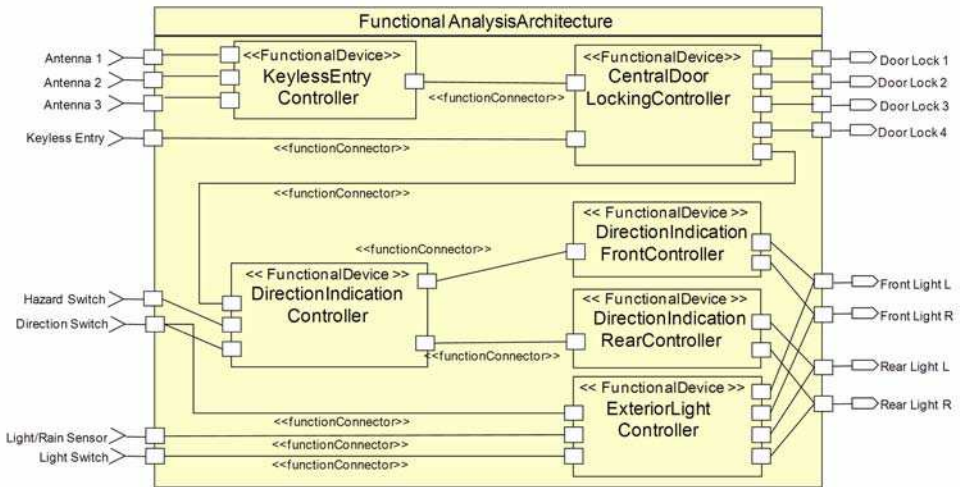 Functional AnalysisArchitecture
Antenna 1
Antenna 2
Antenna 3
Keyless Entry
<<FunctionalDevice>>
KeylessEntry
Controller
<<functionConnector>>
<<FunctionalDevice>>
CentralDoor
LockingController
Door Lock 1
Door Lock 2
Door Lock 3
Door Lock 4
<<functionConnector>>
<<functionConnector>>
<<functionConnector>>
<< FunctionalDevice >>
DirectionIndication
FrontController
Hazard Switch
Direction Switch
<< FunctionalDevice >>
DirectionIndication
Controller
<<functionConnector>>
<< FunctionalDevice >>
DirectionIndication
RearController
Front Light L
Front Light R
Rear Light L
Rear Light R
<< FunctionalDevice >>
ExteriorLight
Controller
Light/Rain Sensor
Light Switch
<<functionConnector>>
<<functionConnector>>
<<functionConnector>>